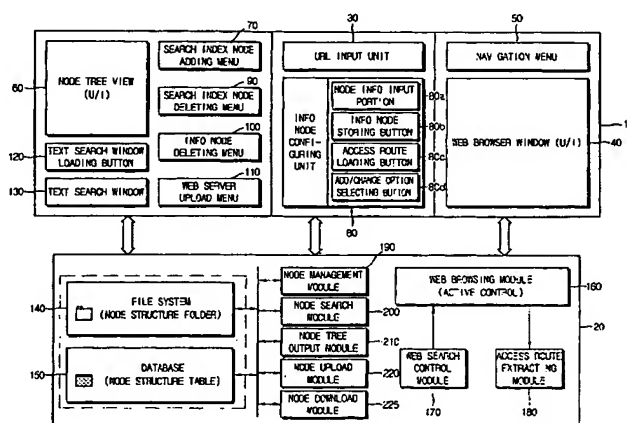 70
30
50
SEARCH INDEX NODE
ADDING MENU
URL INPUT UNIT
NAV GATION MENU
60
NODE TREE VIEW
(U/I)
90
SEARCH INDEX NODE
DELETING MENU
100
INFO NODE
DELETING MENU
120
TEXT SEARCH WINDOW
LOADING BUTTON
110
130
TEXT SEARCH WINDOW
WEB SERVER
UPLOAD MENU
INFO
NODE
CONFI-
GURING
UNIT
NODE INFO INPUT
PORTION
80a
INFO NODE
STORING BUTTON
80b
ACCESS ROUTE
LOADING BUTTON
80c
ADD/CHANGE OPTION
SELECTING BUTTON
80d
80
WEB BROWSER WINDOW (U/I)
1
40
190
140
FILE SYSTEM
(NODE STRUCTURE FOLDER)
150
DATABASE
(NODE STRUCTURE TABLE)
NODE MANAGEMENT
MODULE
NODE SEARCH
MODULE
200
NODE TREE
OUTPUT MODULE
210
NODE UPLOAD
MODULE
220
NODE DOWNLOAD
MODULE
225
WEB BROWSING MODULE
(ACTIVE CONTROL)
160
20
WEB SEARCH
CONTROL
MODULE
170
ACCESS ROUTE
EXTRACT NG
MODULE
180